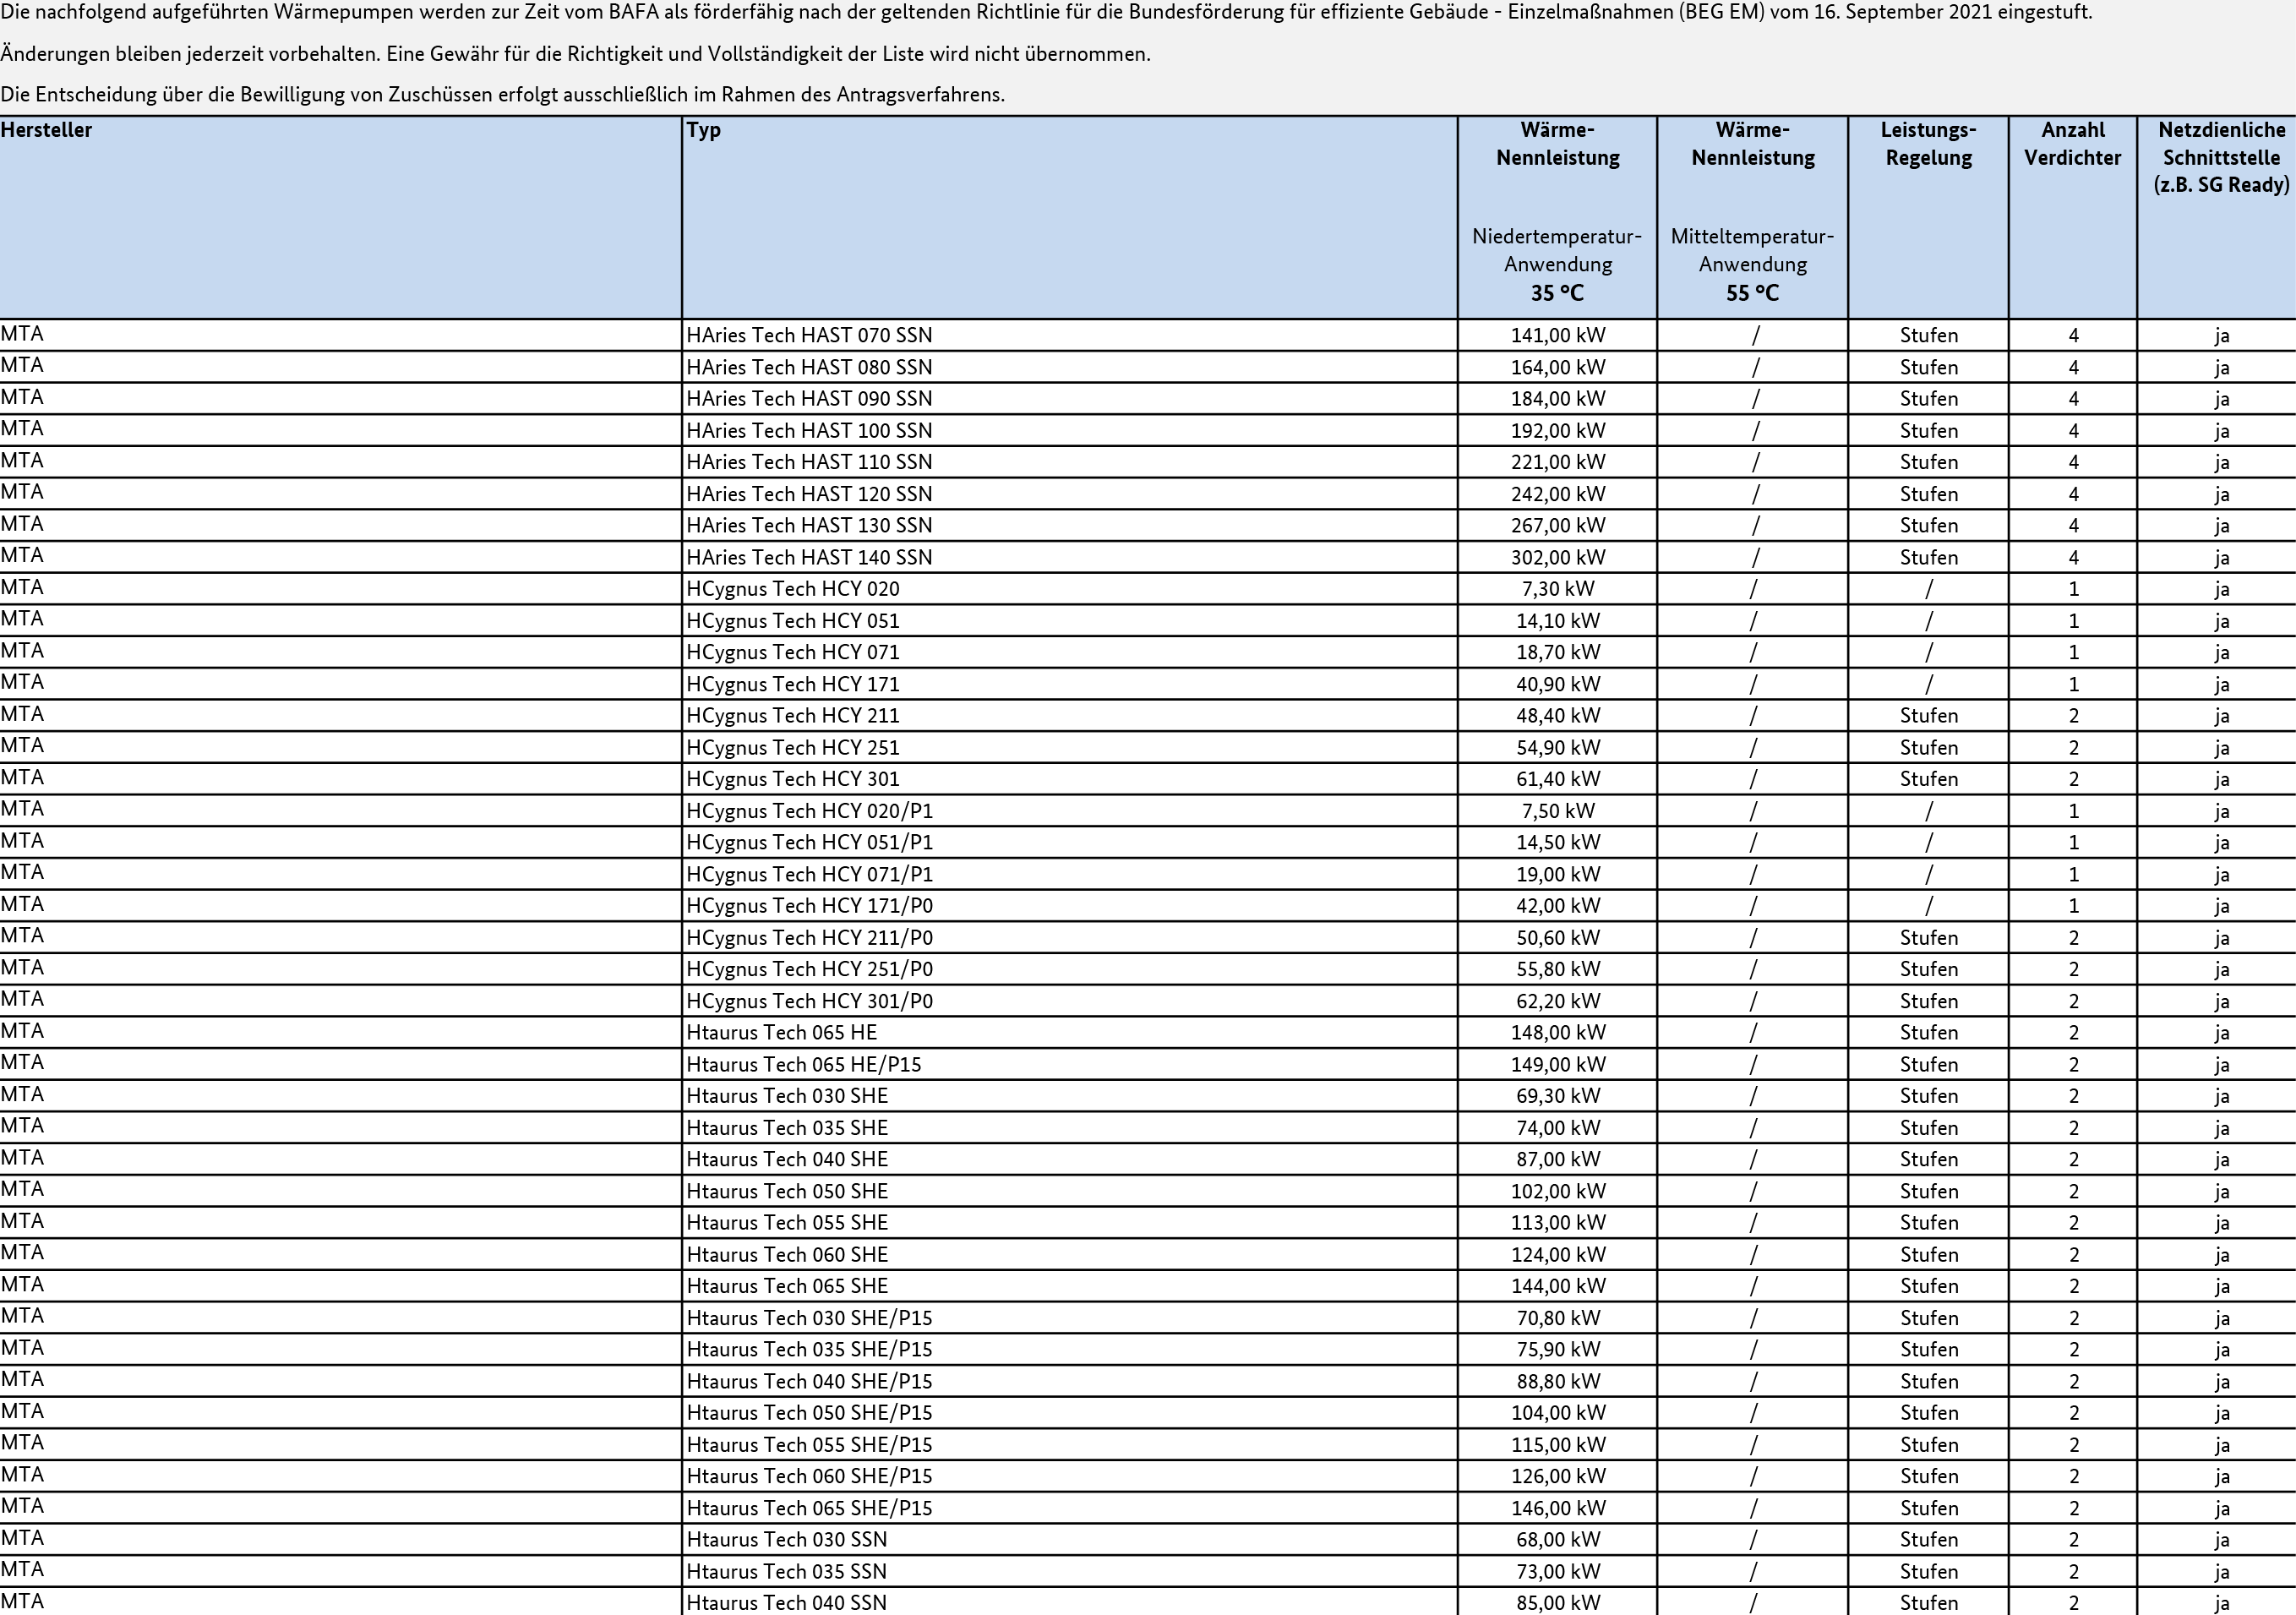 Die nachfolgend aufgeführten Wärmepumpen werden zur Zeit vom BAFA als förderfähig nach der geltenden Richtlinie für die Bundesförderung für effiziente Gebäude - Einzelmaßnahmen (BEG EM) vom 16. September 2021 eingestuft.
Änderungen bleiben jederzeit vorbehalten. Eine Gewähr für die Richtigkeit und Vollständigkeit der Liste wird nicht übernommen.
Die Entscheidung über die Bewilligung von Zuschüssen erfolgt ausschließlich im Rahmen des Antragsverfahrens.
Hersteller Typ Wärme- Wärme- Leistungs- Anzahl Netzdienliche
Nennleistung Nennleistung Regelung Verdichter Schnittstelle
(z.B. SG Ready)
Niedertemperatur- Mitteltemperatur-
Anwendung Anwendung
35 °C 55 °C
MTA HAries Tech HAST 070 SSN 141,00 kW / Stufen 4 ja
MTA HAries Tech HAST 080 SSN 164,00 kW / Stufen 4 ja
MTA HAries Tech HAST 090 SSN 184,00 kW / Stufen 4 ja
MTA HAries Tech HAST 100 SSN 192,00 kW / Stufen 4 ja
MTA HAries Tech HAST 110 SSN 221,00 kW / Stufen 4 ja
MTA HAries Tech HAST 120 SSN 242,00 kW / Stufen 4 ja
MTA HAries Tech HAST 130 SSN 267,00 kW / Stufen 4 ja
MTA HAries Tech HAST 140 SSN 302,00 kW / Stufen 4 ja
MTA HCygnus Tech HCY 020 7,30 kW / / 1 ja
MTA HCygnus Tech HCY 051 14,10 kW / / 1 ja
MTA HCygnus Tech HCY 071 18,70 kW / / 1 ja
MTA HCygnus Tech HCY 171 40,90 kW / / 1 ja
MTA HCygnus Tech HCY 211 48,40 kW / Stufen 2 ja
MTA HCygnus Tech HCY 251 54,90 kW / Stufen 2 ja
MTA HCygnus Tech HCY 301 61,40 kW / Stufen 2 ja
MTA HCygnus Tech HCY 020/P1 7,50 kW / / 1 ja
MTA HCygnus Tech HCY 051/P1 14,50 kW / / 1 ja
MTA HCygnus Tech HCY 071/P1 19,00 kW / / 1 ja
MTA HCygnus Tech HCY 171/P0 42,00 kW / / 1 ja
MTA HCygnus Tech HCY 211/P0 50,60 kW / Stufen 2 ja
MTA HCygnus Tech HCY 251/P0 55,80 kW / Stufen 2 ja
MTA HCygnus Tech HCY 301/P0 62,20 kW / Stufen 2 ja
MTA Htaurus Tech 065 HE 148,00 kW / Stufen 2 ja
MTA Htaurus Tech 065 HE/P15 149,00 kW / Stufen 2 ja
MTA Htaurus Tech 030 SHE 69,30 kW / Stufen 2 ja
MTA Htaurus Tech 035 SHE 74,00 kW / Stufen 2 ja
MTA Htaurus Tech 040 SHE 87,00 kW / Stufen 2 ja
MTA Htaurus Tech 050 SHE 102,00 kW / Stufen 2 ja
MTA Htaurus Tech 055 SHE 113,00 kW / Stufen 2 ja
MTA Htaurus Tech 060 SHE 124,00 kW / Stufen 2 ja
MTA Htaurus Tech 065 SHE 144,00 kW / Stufen 2 ja
MTA Htaurus Tech 030 SHE/P15 70,80 kW / Stufen 2 ja
MTA Htaurus Tech 035 SHE/P15 75,90 kW / Stufen 2 ja
MTA Htaurus Tech 040 SHE/P15 88,80 kW / Stufen 2 ja
MTA Htaurus Tech 050 SHE/P15 104,00 kW / Stufen 2 ja
MTA Htaurus Tech 055 SHE/P15 115,00 kW / Stufen 2 ja
MTA Htaurus Tech 060 SHE/P15 126,00 kW / Stufen 2 ja
MTA Htaurus Tech 065 SHE/P15 146,00 kW / Stufen 2 ja
MTA Htaurus Tech 030 SSN 68,00 kW / Stufen 2 ja
MTA Htaurus Tech 035 SSN 73,00 kW / Stufen 2 ja
MTA Htaurus Tech 040 SSN 85,00 kW / Stufen 2 ja